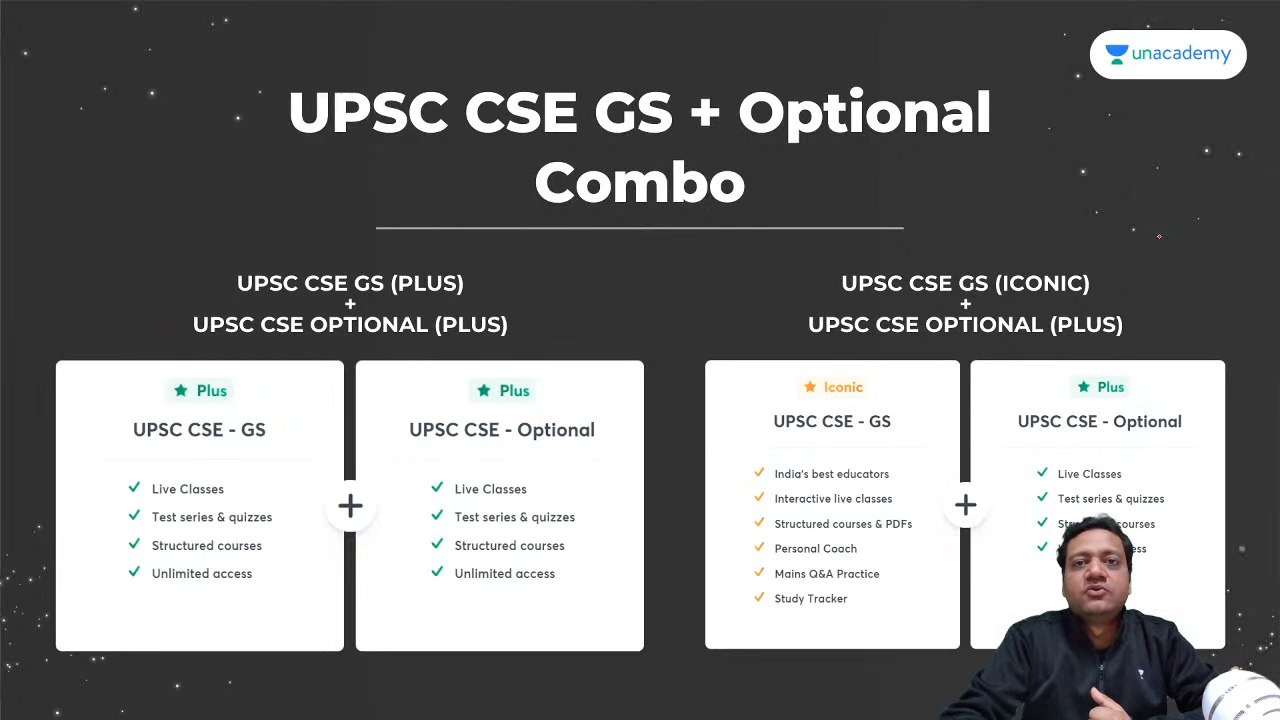 unacademy
UPSC CSE GS + Optional
Combo
UPSC CSE GS (PLUS)
+
UPSC CSE OPTIONAL (PLUS)
Plus
UPSC CSE - GS
Live Classes
Test series & quizzes
Structured courses
Unlimited access
+
Plus
UPSC CSE - Optional
Live Classes
Test series & quizzes
Structured courses
Unlimited access
UPSC CSE GS (ICONIC)
+
UPSC CSE OPTIONAL (PLUS)
Iconic
UPSC CSE - GS
India's best educators
Interactive live classes
Structured courses & PDFs
Personal Coach
Mains Q&A Practice
Study Tracker
+
Plus
UPSC CSE - Optional
Live Classes
Test series & quizzes
courses